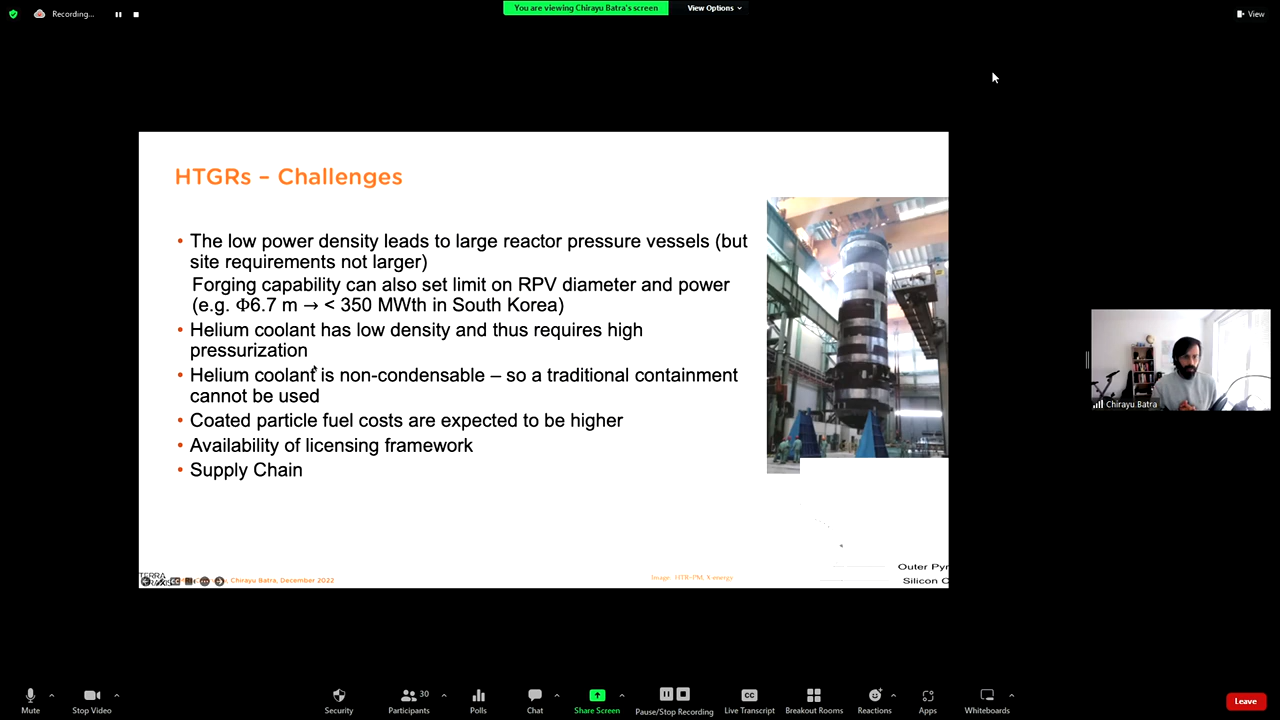 Recording...
You are viewing Chirayu Batra's screen
View Options
View
HTGRs – Challenges
• The low power density leads to large reactor pressure vessels (but
site requirements not larger)
Forging capability can also set limit on RPV diameter and power
(e.g. Φ6.7 m → < 350 MWth in South Korea)
• Helium coolant has low density and thus requires high
pressurization
• Helium coolant is non-condensable – so a traditional containment
cannot be used
• Coated particle fuel costs are expected to be higher
• Availability of licensing framework
• Supply Chain
Chirayu Batra
Outer Pyr
Silicon C
TERRA
Chirayu Batra, December 2022
Image: HTR-PM, X-energy
Mute
Stop Video
Security
Participants
30
Polls
Chat
Share Screen
Pause/Stop Recording
CC
Live Transcript
Breakout Rooms
Reactions
Apps
Whiteboards
Leave